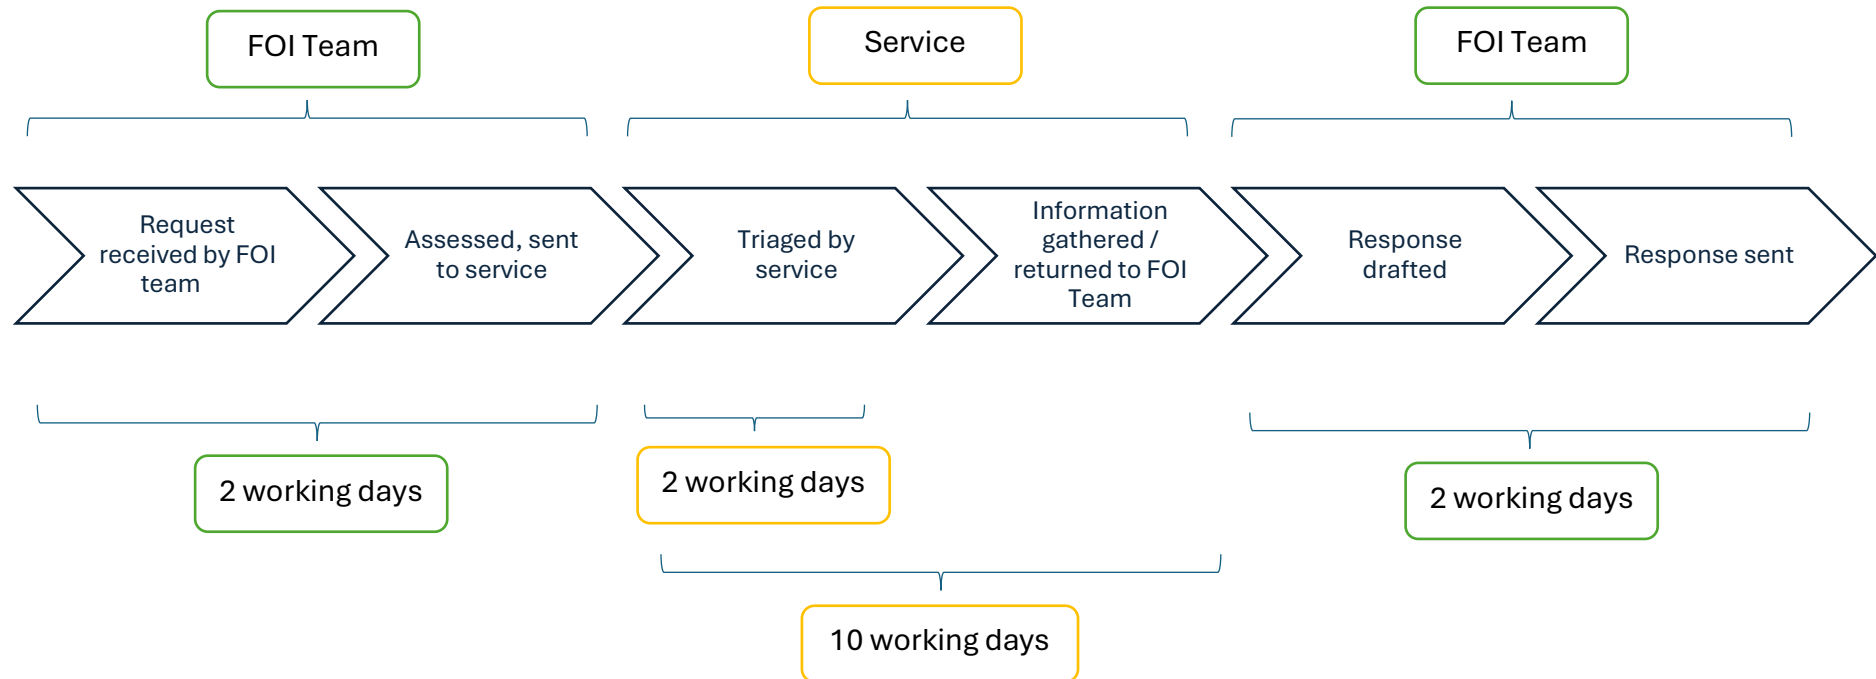 FOI Team
Service
FOI Team
Request
received by FOI
team
Assessed, sent
to service
Triaged by
service
Information
gathered /
returned to FOI
Team
Response
drafted
Response sent
2 working days
2 working days
2 working days
10 working days